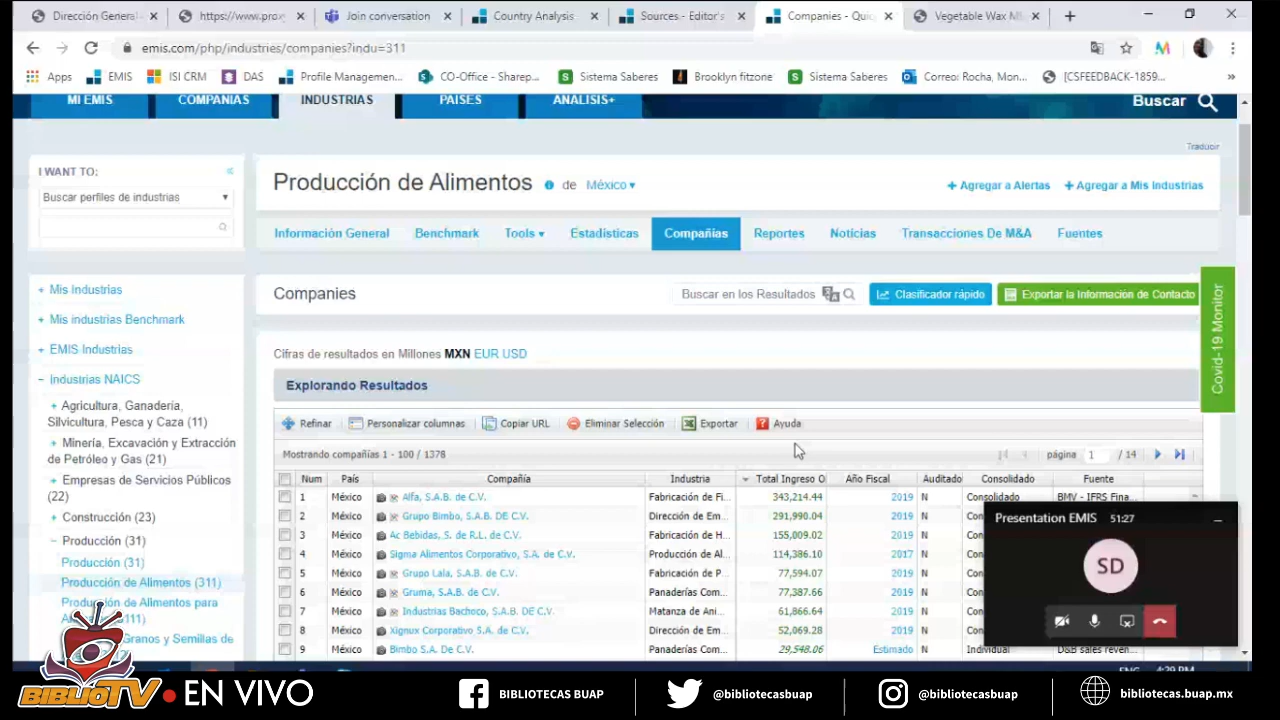 Dirección General
https://www.prox
Join conversation
Country Analysis
Sources - Editor's
Companies - Quic
Vegetable Wax M
emis.com/php/industries/companies?indu=311
Apps
EMIS
ISI CRM
DAS
Profile Managemen...
CO-Office - Sharep...
Sistema Saberes
Brooklyn fitzone
Sistema Saberes
Correo: Rocha, Mon...
[CSFEEDBACK-1859...
MI EMIS
COMPAÑÍAS
INDUSTRIAS
PAÍSES
ANÁLISIS+
Buscar
Traducir
I WANT TO:
Buscar perfiles de industrias
Producción de Alimentos de México
+ Agregar a Alertas
+ Agregar a Mis Industrias
Información General
Benchmark
Tools
Estadísticas
Compañías
Reportes
Noticias
Transacciones De M&A
Fuentes
+ Mis Industrias
+ Mis industrias Benchmark
+ EMIS Industrias
− Industrias NAICS
+ Agricultura, Ganadería,
Silvicultura, Pesca y Caza (11)
+ Minería, Excavación y Extracción
de Petróleo y Gas (21)
+ Empresas de Servicios Públicos
(22)
+ Construcción (23)
− Producción (31)
Producción (31)
Producción de Alimentos (311)
Producción de Alimentos para
Granos y Semillas de
Companies
Buscar en los Resultados
Clasificador rápido
Exportar la Información de Contacto
Covid-19 Monitor
Cifras de resultados en Millones MXN EUR USD
Explorando Resultados
Refinar
Personalizar columnas
Copiar URL
Eliminar Selección
Exportar
Ayuda
Mostrando compañías 1 - 100 / 1378
página 1 / 14
Num País Compañía Industria Total Ingreso O Año Fiscal Auditado Consolidado Fuente
1 México Alfa, S.A.B. de C.V. Fabricación de Fi... 343,214.44 2019 N Consolidado BMV - IFRS Fina...
2 México Grupo Bimbo, S.A.B. DE C.V. Dirección de Em... 291,990.04 2019 N
3 México Ac Bebidas, S. de R.L. de C.V. Fabricación de H... 155,009.02 2019 N
4 México Sigma Alimentos Corporativo, S.A. de C.V. Producción de Al... 114,386.10 2017 N
5 México Grupo Lala, S.A.B. de C.V. Fabricación de P... 77,594.07 2019 N
6 México Gruma, S.A.B. de C.V. Panaderías Com... 77,387.66 2019 N
7 México Industrias Bachoco, S.A.B. DE C.V. Matanza de Ani... 61,866.64 2019 N
8 México Xignux Corporativo S.A. de C.V. Dirección de Em... 52,069.28 2019 N
9 México Bimbo S.A. De C.V. Panaderías Com... 29,548.06 Estimado N Individual D&B sales reven...
Presentation EMIS 51:27
SD
ENG 4:29 PM
BIBLIOTV
EN VIVO
BIBLIOTECAS BUAP
@bibliotecasbuap
@bibliotecasbuap
bibliotecas.buap.mx